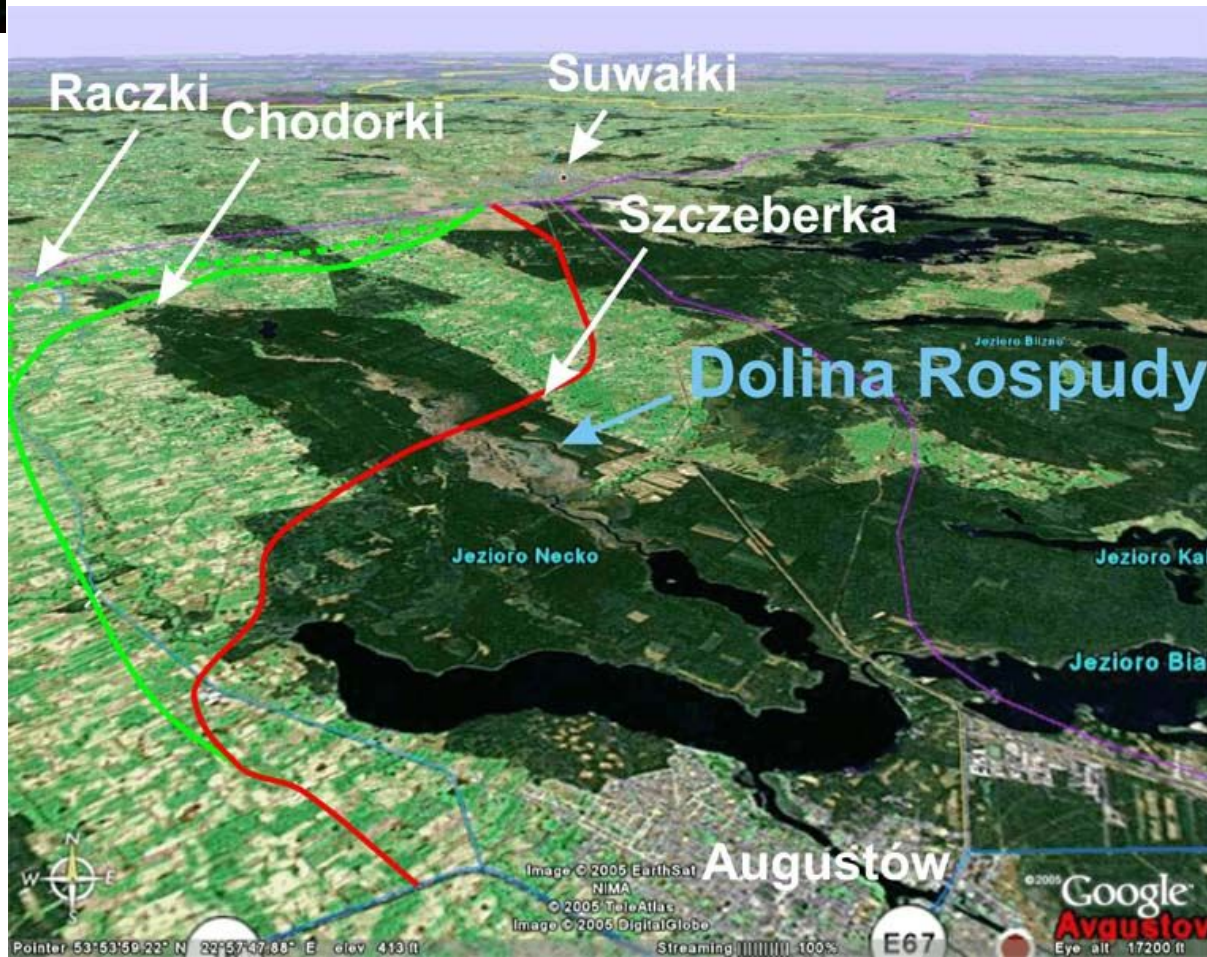 Suwałki
Raczki
Chodorki
Szczeberka
Jezioro Blizno
Dolina Rospudy
Jezioro Necko
Jezioro Kal
Jezioro Bia
N
W E
S
Augustów
Image © 2005 EarthSat
NIMA
© 2005 TeleAtlas
Image © 2005 DigitalGlobe
©2005 Google
Avgustov
E67
Pointer 53°53'59.22" N 22°57'47.88" E elev 413 ft
Streaming |||||||||| 100%
Eye alt 17200 ft